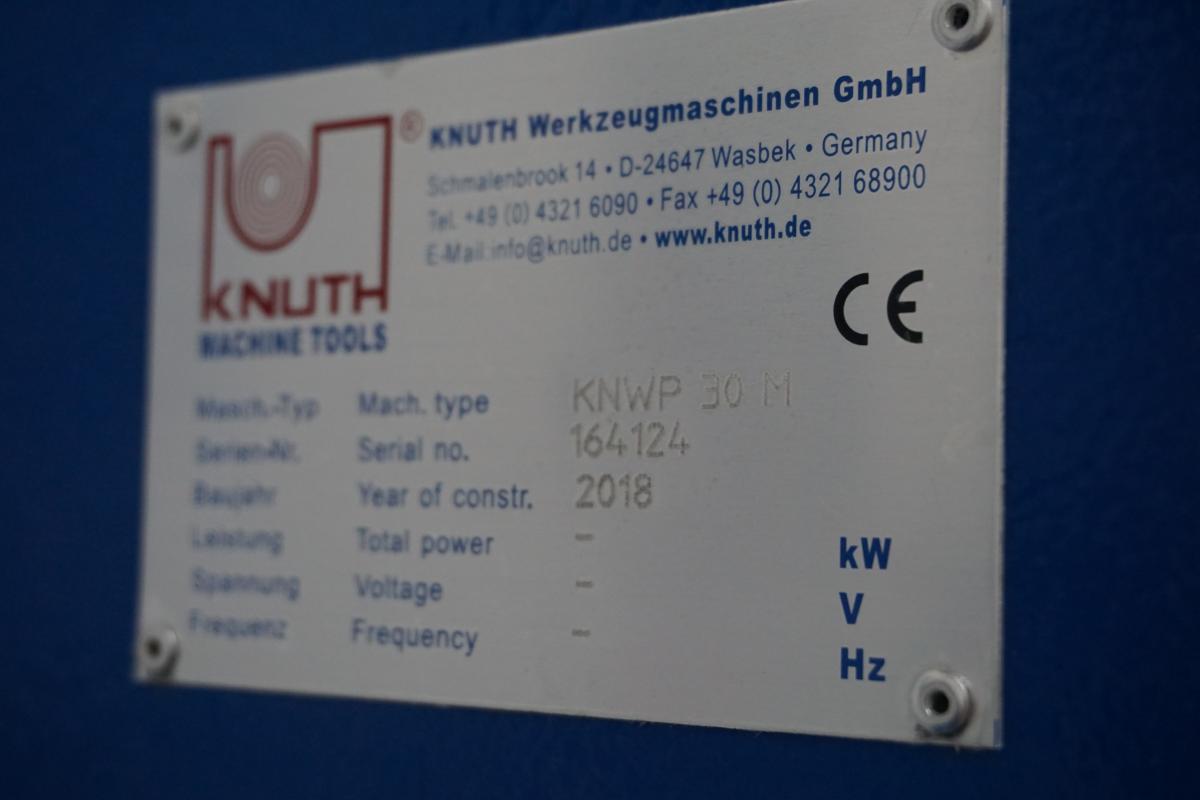 KNUTH
MACHINE TOOLS
® KNUTH Werkzeugmaschinen GmbH
Schmalenbrook 14 • D-24647 Wasbek • Germany
Tel. +49 (0) 4321 6090 • Fax +49 (0) 4321 68900
E-Mail:info@knuth.de • www.knuth.de
CE
Masch.-Typ Mach. type KNWP 30 M
Serien-Nr. Serial no. 164124
Baujahr Year of constr. 2018
Leistung Total power - kW
Spannung Voltage - V
Frequenz Frequency - Hz